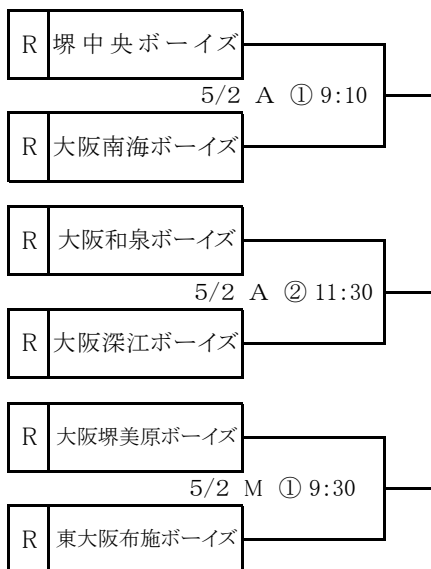 R 堺中央ボーイズ
5/2 A ① 9:10
R 大阪南海ボーイズ
R 大阪和泉ボーイズ
5/2 A ② 11:30
R 大阪深江ボーイズ
R 大阪堺美原ボーイズ
5/2 M ① 9:30
R 東大阪布施ボーイズ